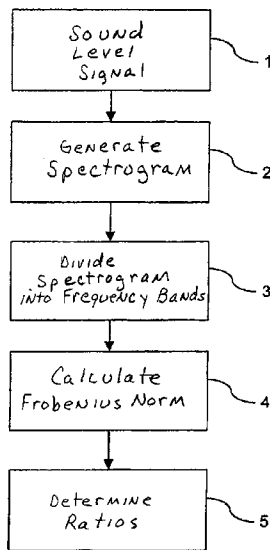 Sound
Level
Signal
1
Generate
Spectrogram
2
Divide
Spectrogram
into Frequency Bands
3
Calculate
Frobenius Norm
4
Determine
Ratios
5